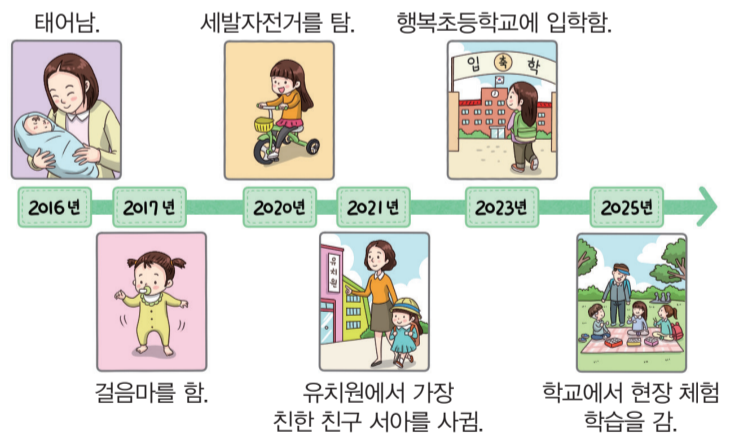 태어남.
세발자전거를 탐.
행복초등학교에 입학함.
입 축 학
2016년
2017년
2020년
2021년
2023년
2025년
유치원
걸음마를 함.
유치원에서 가장
친한 친구 서아를 사귐.
학교에서 현장 체험
학습을 감.